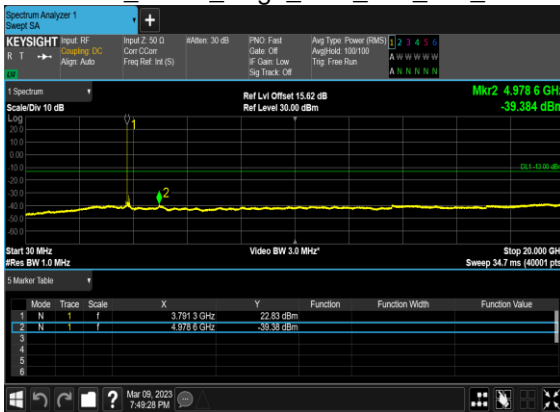 Spectrum Analyzer 1
Swept SA
+
KEYSIGHT Input: RF Input Z: 50 Ω #Atten: 30 dB PNO: Fast Avg Type: Power (RMS) 1 2 3 4 5 6
R T Coupling: DC Corr CCorr Gate: Off Avg|Hold: 100/100 A W W W W W
Align: Auto Freq Ref: Int (S) IF Gain: Low Trig: Free Run
Sig Track: Off A N N N N N
1 Spectrum Ref Lvl Offset 15.62 dB Mkr2 4.978 6 GHz
Scale/Div 10 dB Ref Level 30.00 dBm -39.384 dBm
Log
20.0
10.0
0.00
-10.0
DL1 -13.00 dBm
-20.0
-30.0
-40.0
-50.0
-60.0
1
2
Start 30 MHz Video BW 3.0 MHz* Stop 20.000 GH
#Res BW 1.0 MHz Sweep 34.7 ms (40001 pts
5 Marker Table
Mode Trace Scale X Y Function Function Width Function Value
1 N 1 f 3.791 3 GHz 22.83 dBm
2 N 1 f 4.978 6 GHz -39.38 dBm
3
4
5
6
? Mar 09, 2023
7:49:28 PM